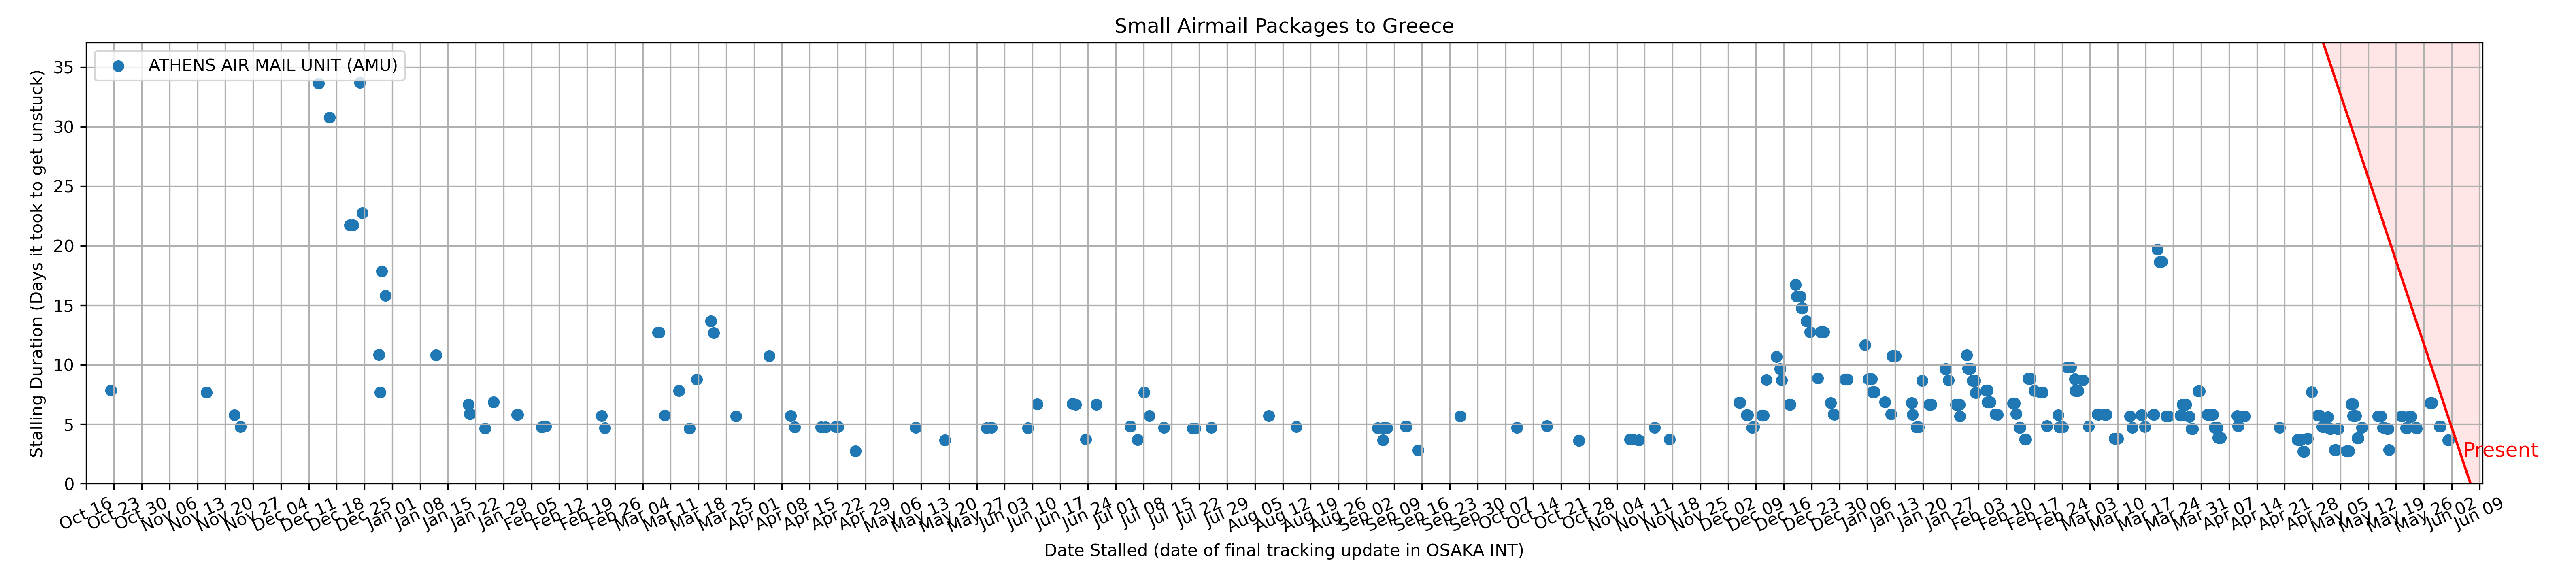 Small Airmail Packages to Greece
ATHENS AIR MAIL UNIT (AMU)
Stalling Duration (Days it took to get unstuck)
35
30
25
20
15
10
5
0
Present
Oct 16
Oct 23
Oct 30
Nov 06
Nov 13
Nov 20
Nov 27
Dec 04
Dec 11
Dec 18
Dec 25
Jan 01
Jan 08
Jan 15
Jan 22
Jan 29
Feb 05
Feb 12
Feb 19
Feb 26
Mar 04
Mar 11
Mar 18
Mar 25
Apr 01
Apr 08
Apr 15
Apr 22
Apr 29
May 06
May 13
May 20
May 27
Jun 03
Jun 10
Jun 17
Jun 24
Jul 01
Jul 08
Jul 15
Jul 22
Jul 29
Aug 05
Aug 12
Aug 19
Aug 26
Sep 02
Sep 09
Sep 16
Sep 23
Sep 30
Oct 07
Oct 14
Oct 21
Oct 28
Nov 04
Nov 11
Nov 18
Nov 25
Dec 02
Dec 09
Dec 16
Dec 23
Dec 30
Jan 06
Jan 13
Jan 20
Jan 27
Feb 03
Feb 10
Feb 17
Feb 24
Mar 03
Mar 10
Mar 17
Mar 24
Mar 31
Apr 07
Apr 14
Apr 21
Apr 28
May 05
May 12
May 19
May 26
Jun 02
Jun 09
Date Stalled (date of final tracking update in OSAKA INT)